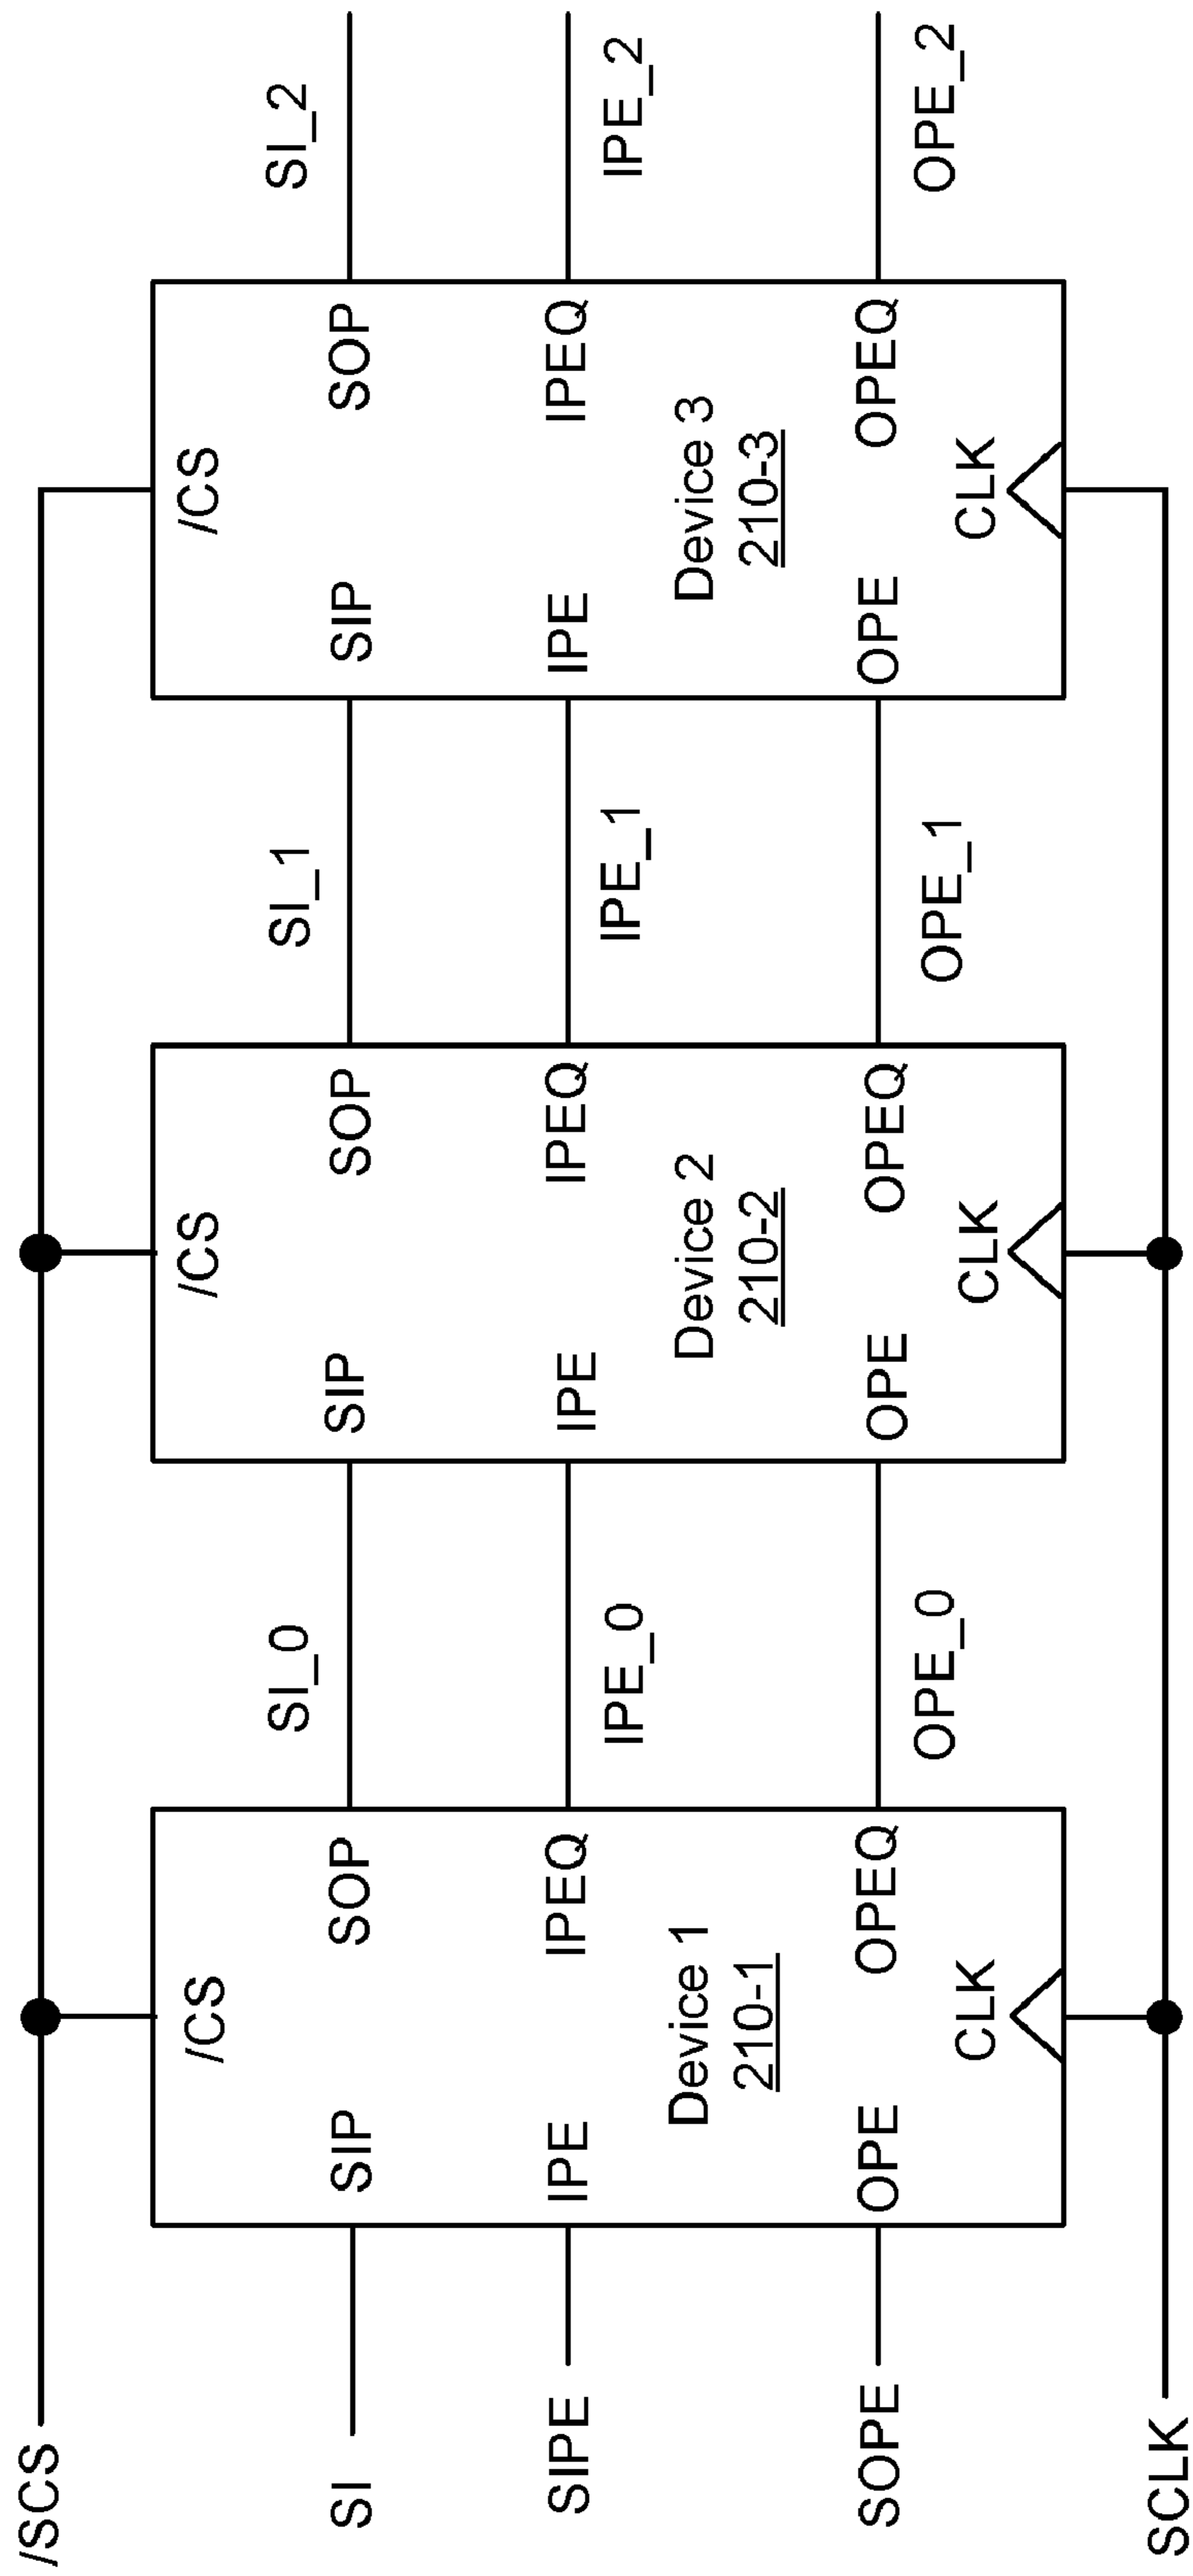 /SCS
/CS
/CS
/CS
SI
SIP
SOP
SI_0
SIP
SOP
SI_1
SIP
SOP
SI_2
SIPE
IPE
IPEQ
IPE_0
IPE
IPEQ
IPE_1
IPE
IPEQ
IPE_2
Device 1
210-1
Device 2
210-2
Device 3
210-3
SOPE
OPE
OPEQ
OPE_0
OPE
OPEQ
OPE_1
OPE
OPEQ
OPE_2
CLK
CLK
CLK
SCLK